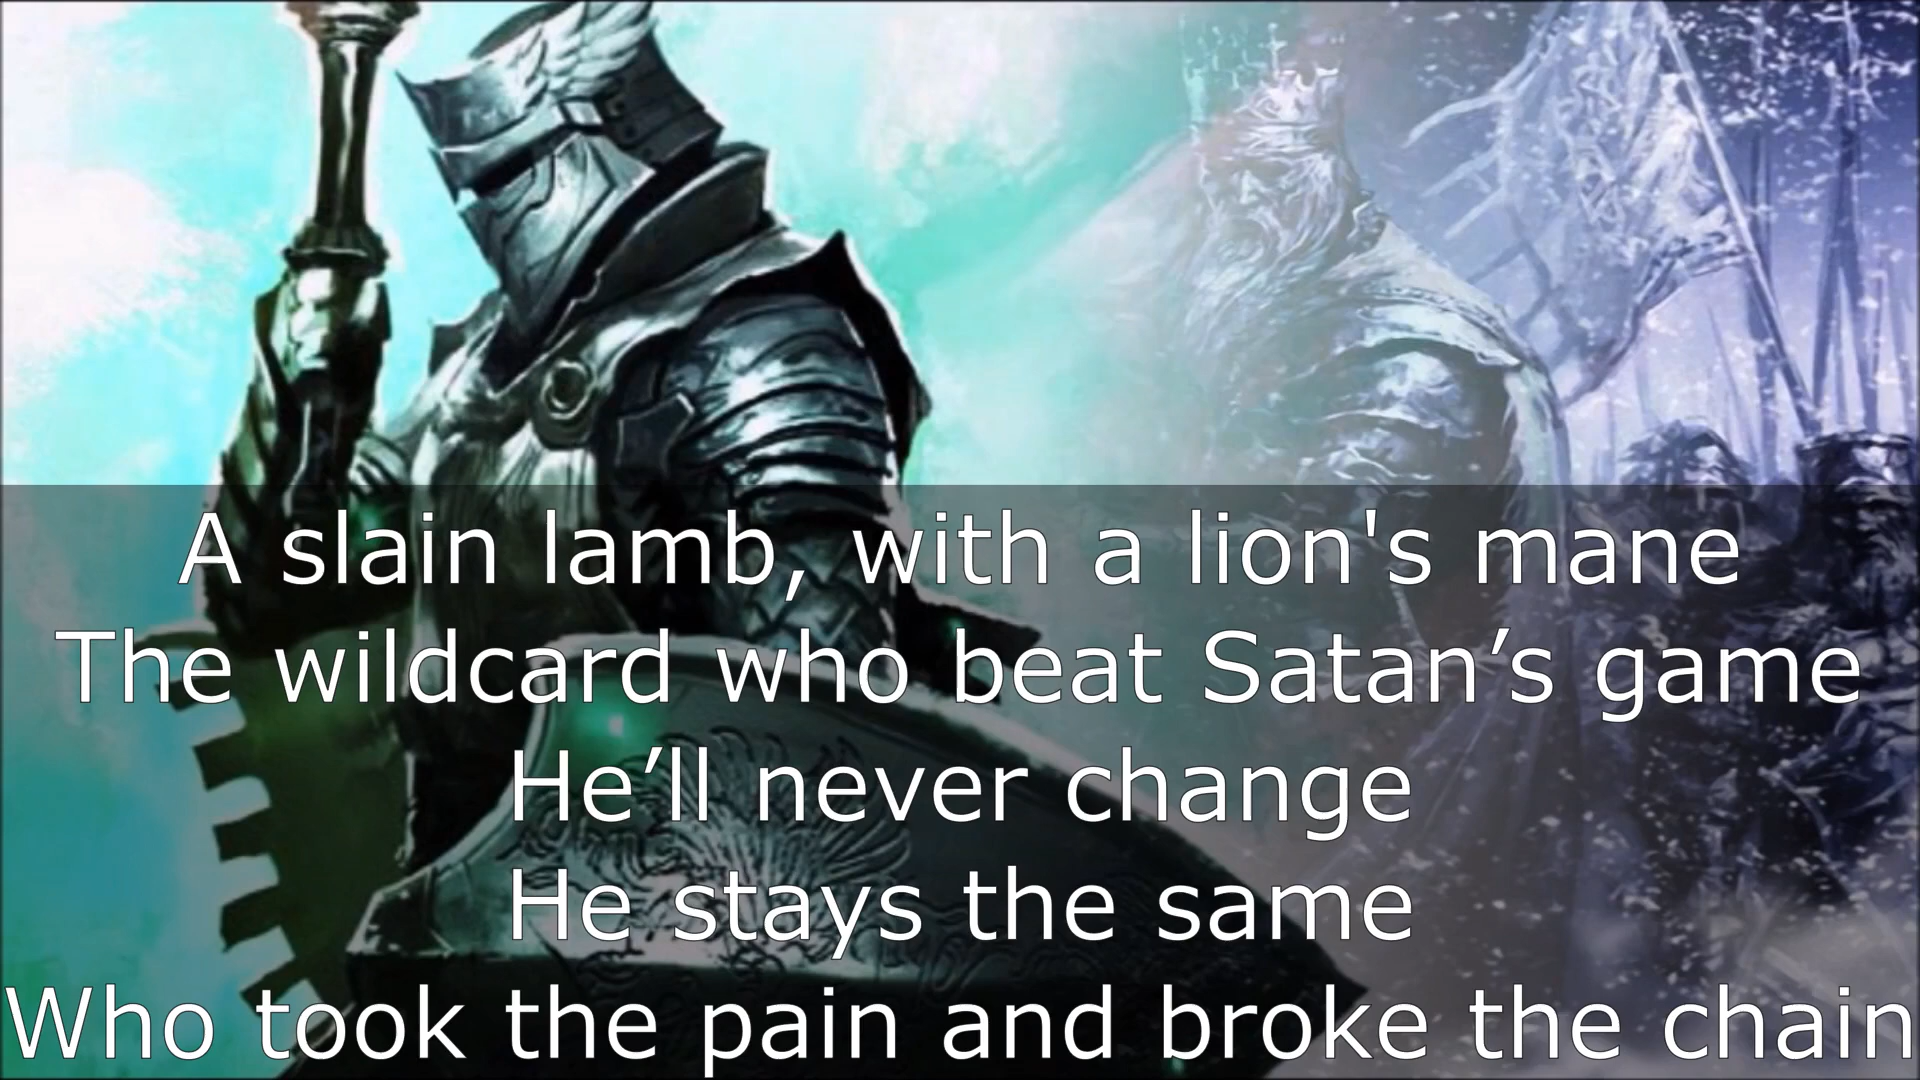 A slain lamb, with a lion's mane
The wildcard who beat Satan’s game
He’ll never change
He stays the same
Who took the pain and broke the chain